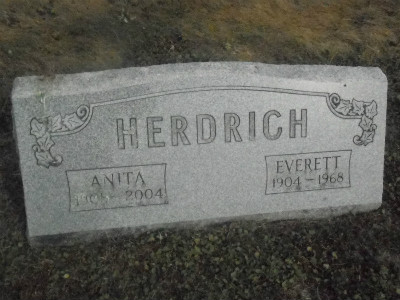 HERDRICH
ANITA
2004
EVERETT
1904 - 1968